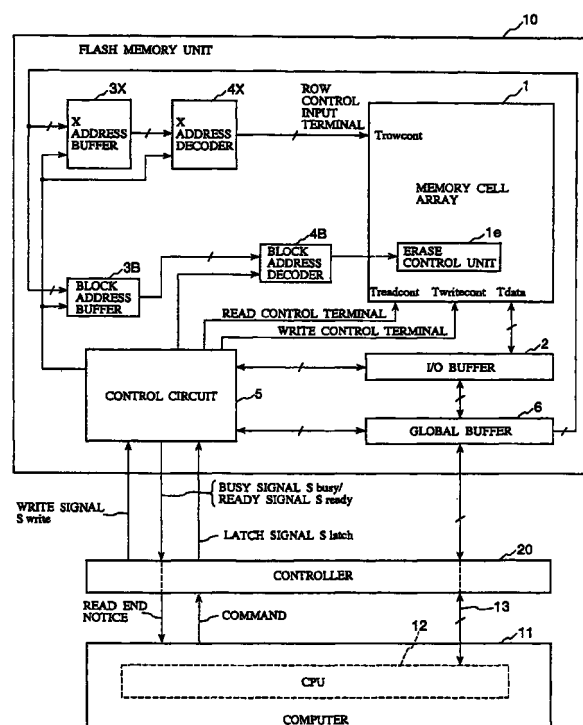 10
FLASH MEMORY UNIT
3X
X
ADDRESS
BUFFER
4X
X
ADDRESS
DECODER
ROW
CONTROL
INPUT
TERMINAL
1
Trowcont
MEMORY CELL
ARRAY
1e
ERASE
CONTROL UNIT
4B
BLOCK
ADDRESS
DECODER
3B
BLOCK
ADDRESS
BUFFER
Treadcont Twritecont Tdata
READ CONTROL TERMINAL
WRITE CONTROL TERMINAL
2
I/O BUFFER
CONTROL CIRCUIT
5
6
GLOBAL BUFFER
WRITE SIGNAL
S write
BUSY SIGNAL S busy/
READY SIGNAL S ready
LATCH SIGNAL S latch
20
CONTROLLER
READ END
NOTICE
COMMAND
13
11
12
CPU
COMPUTER